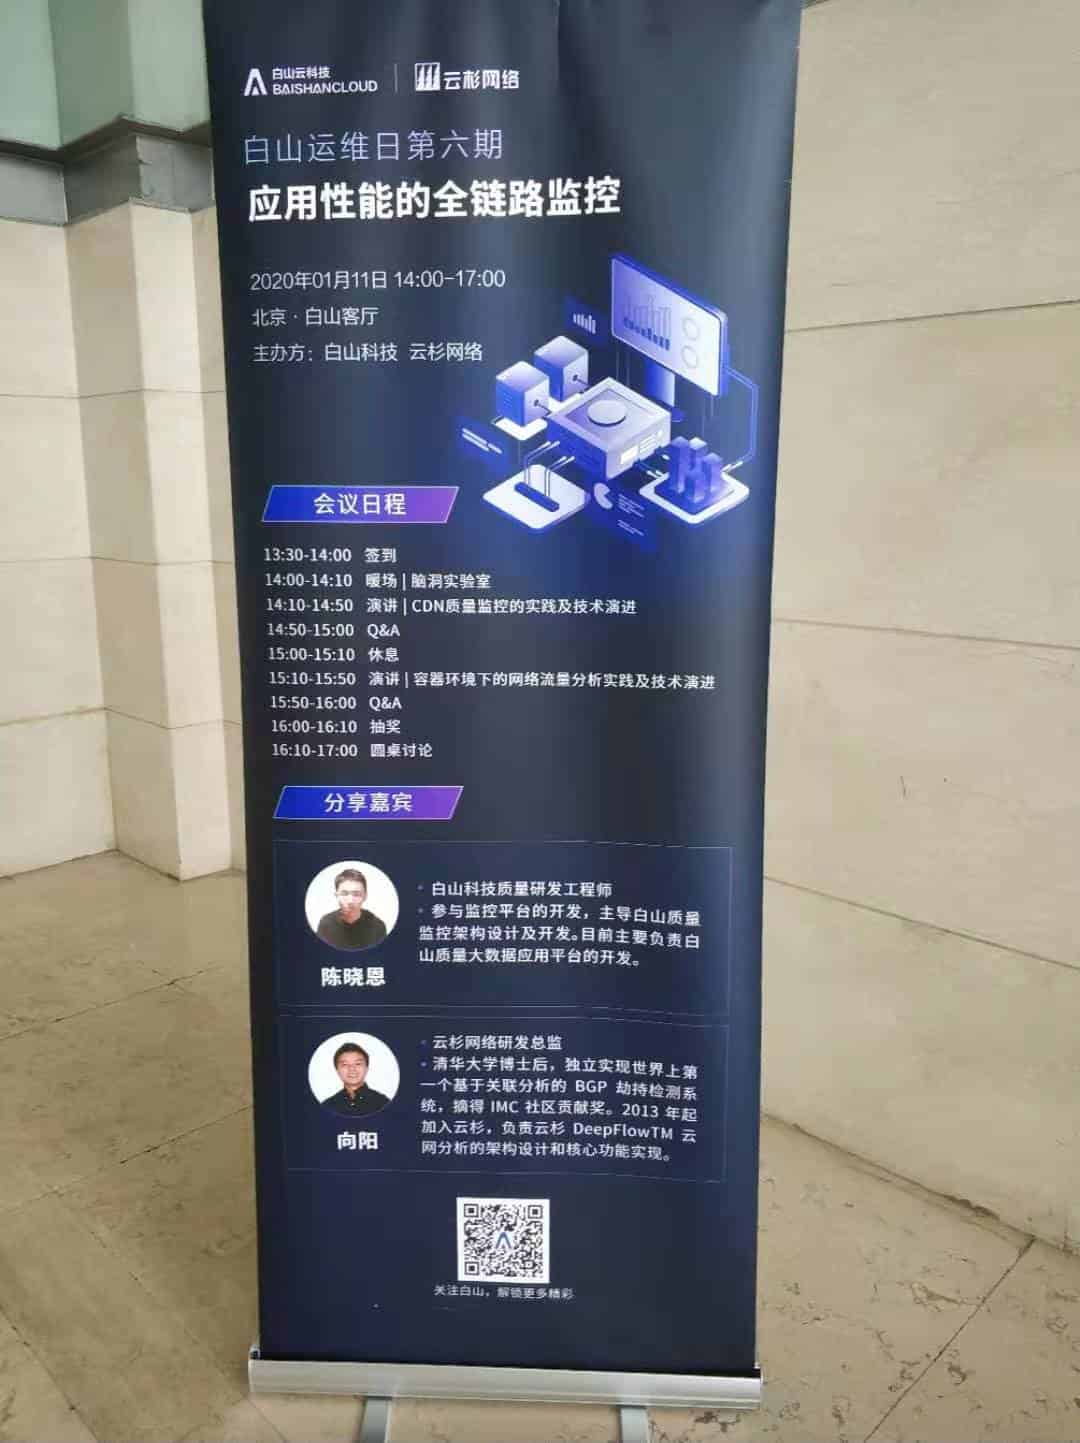 白山云科技
BAISHANCLOUD
云杉网络
白山运维日第六期
应用性能的全链路监控
2020年01月11日 14:00-17:00
北京·白山客厅
主办方：白山科技 云杉网络
会议日程
13:30-14:00 签到
14:00-14:10 暖场 | 脑洞实验室
14:10-14:50 演讲 | CDN质量监控的实践及技术演进
14:50-15:00 Q&A
15:00-15:10 休息
15:10-15:50 演讲 | 容器环境下的网络流量分析实践及技术演进
15:50-16:00 Q&A
16:00-16:10 抽奖
16:10-17:00 圆桌讨论
分享嘉宾
· 白山科技质量研发工程师
· 参与监控平台的开发，主导白山质量
监控架构设计及开发。目前主要负责白
山质量大数据应用平台的开发。
陈晓恩
· 云杉网络研发总监
· 清华大学博士后，独立实现世界上第
一个基于关联分析的 BGP 劫持检测系
统，摘得 IMC 社区贡献奖。2013 年起
加入云杉，负责云杉 DeepFlowTM 云
网分析的架构设计和核心功能实现。
向阳
关注白山，解锁更多精彩